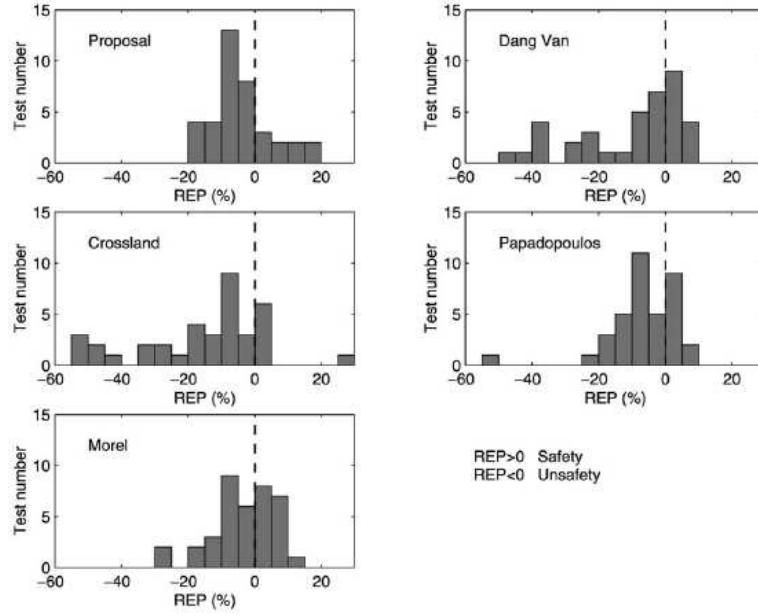 15
10
5
0
Test number
Proposal
−60 −40 −20 0 20
REP (%)
15
10
5
0
Test number
Dang Van
−60 −40 −20 0 20
REP (%)
15
10
5
0
Test number
Crossland
−60 −40 −20 0 20
REP (%)
15
10
5
0
Test number
Papadopoulos
−60 −40 −20 0 20
REP (%)
15
10
5
0
Test number
Morel
−60 −40 −20 0 20
REP (%)
REP>0 Safety
REP<0 Unsafety